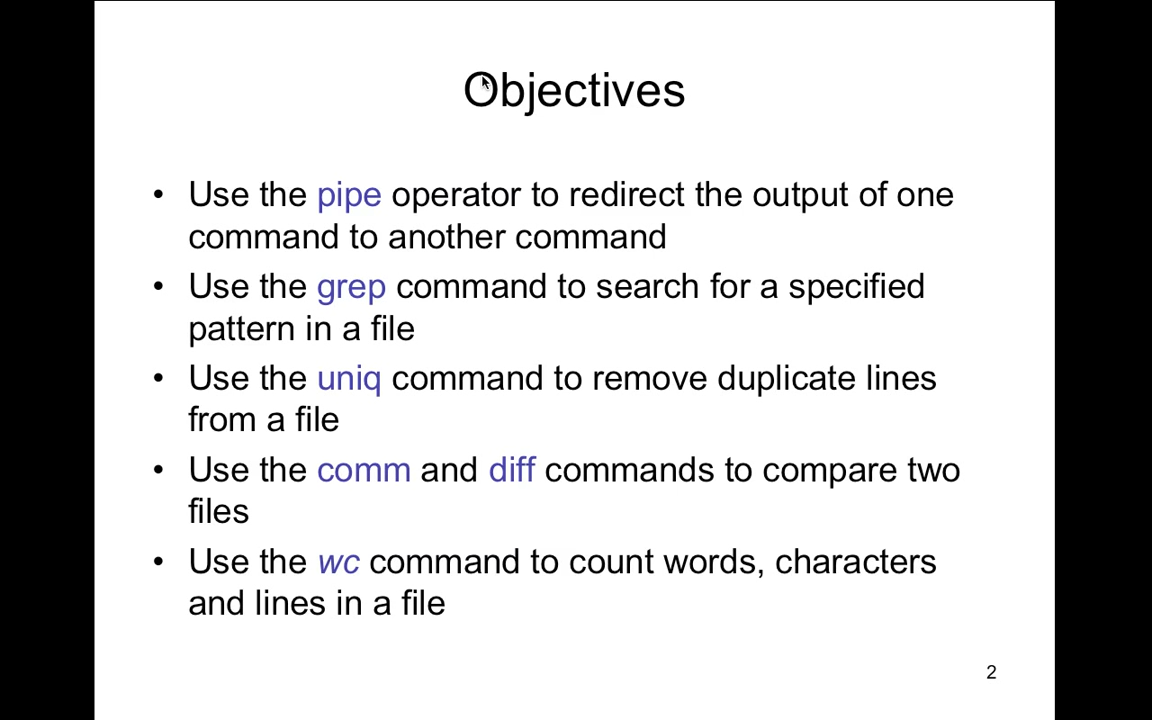 Objectives
• Use the pipe operator to redirect the output of one
command to another command
• Use the grep command to search for a specified
pattern in a file
• Use the uniq command to remove duplicate lines
from a file
• Use the comm and diff commands to compare two
files
• Use the wc command to count words, characters
and lines in a file
2